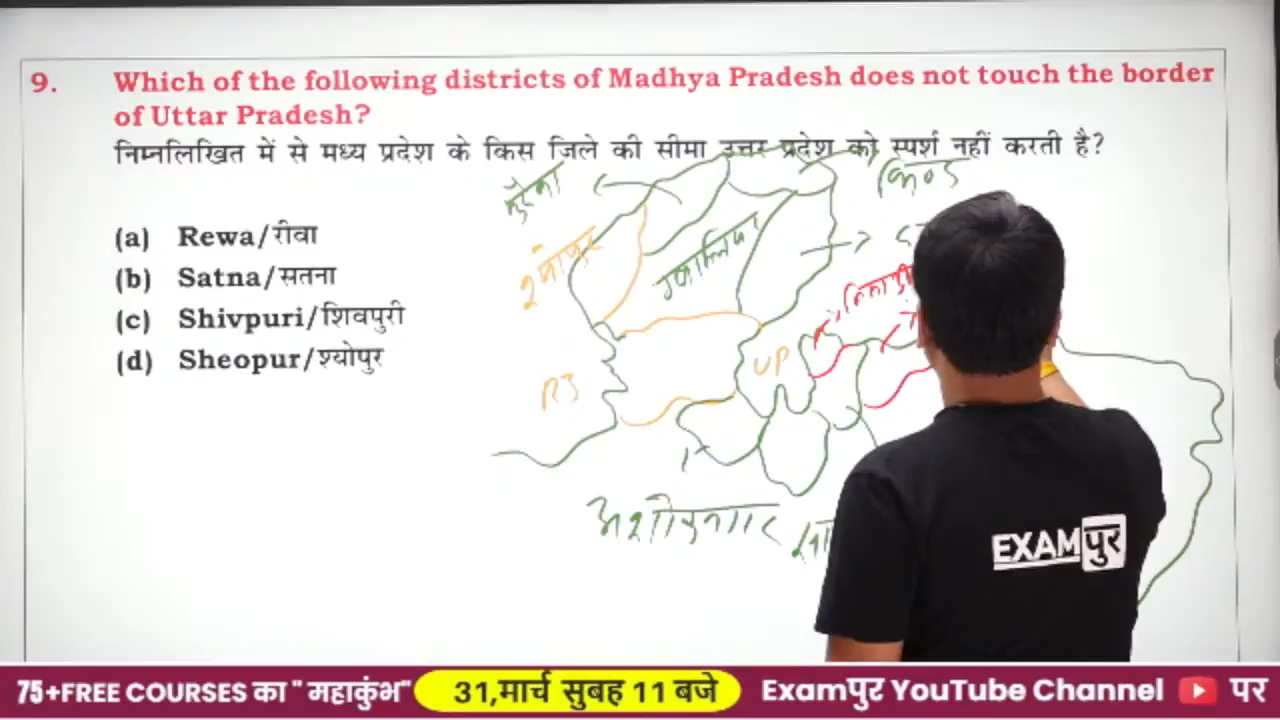 9. Which of the following districts of Madhya Pradesh does not touch the border
of Uttar Pradesh?
निम्नलिखित में से मध्य प्रदेश के किस जिले की सीमा उत्तर प्रदेश को स्पर्श नहीं करती है?
(a) Rewa/रीवा
(b) Satna/सतना
(c) Shivpuri/शिवपुरी
(d) Sheopur/श्योपुर
श्योपुर
UP
RJ
अशोकनगर
EXAMपुर
75+FREE COURSES का "महाकुंभ" 31,मार्च सुबह 11 बजे Examपुर YouTube Channel पर